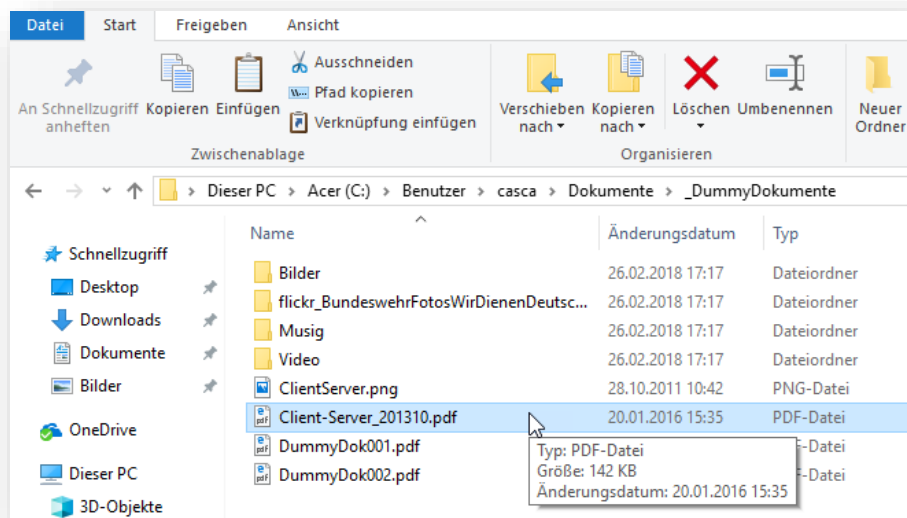 Datei Start Freigeben Ansicht
Ausschneiden
Pfad kopieren
Verknüpfung einfügen
An Schnellzugriff anheften
Kopieren
Einfügen
Verschieben nach
Kopieren nach
Löschen
Umbenennen
Neuer Ordner
Zwischenablage
Organisieren
Dieser PC > Acer (C:) > Benutzer > casca > Dokumente > _DummyDokumente
Name Änderungsdatum Typ
Schnellzugriff
Desktop
Downloads
Dokumente
Bilder
OneDrive
Dieser PC
3D-Objekte
Bilder 26.02.2018 17:17 Dateiordner
flickr_BundeswehrFotosWirDienenDeutsc... 26.02.2018 17:17 Dateiordner
Musig 26.02.2018 17:17 Dateiordner
Video 26.02.2018 17:17 Dateiordner
ClientServer.png 28.10.2011 10:42 PNG-Datei
Client-Server_201310.pdf 20.01.2016 15:35 PDF-Datei
DummyDok001.pdf
DummyDok002.pdf
Typ: PDF-Datei
Größe: 142 KB
Änderungsdatum: 20.01.2016 15:35